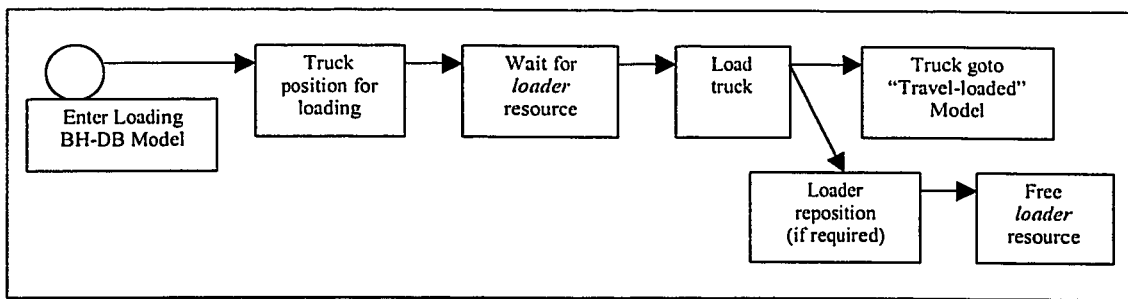 Enter Loading
BH-DB Model
Truck
position for
loading
Wait for
loader
resource
Load
truck
Truck goto
“Travel-loaded”
Model
Loader
reposition
(if required)
Free
loader
resource